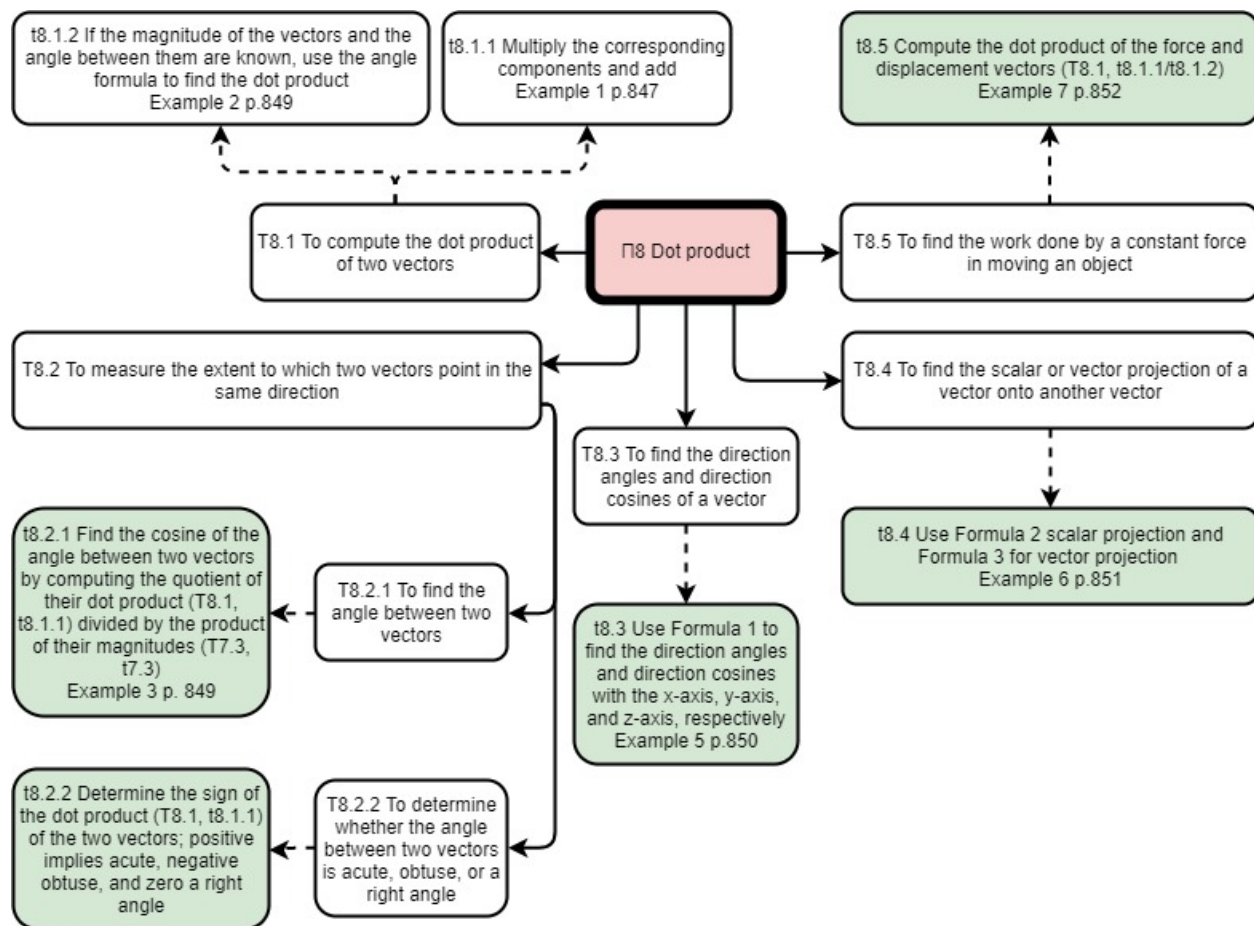 t8.1.2 If the magnitude of the vectors and the
angle between them are known, use the angle
formula to find the dot product
Example 2 p.849
t8.1.1 Multiply the corresponding
components and add
Example 1 p.847
t8.5 Compute the dot product of the force and
displacement vectors (T8.1, t8.1.1/t8.1.2)
Example 7 p.852
T8.1 To compute the dot product
of two vectors
Π8 Dot product
T8.5 To find the work done by a constant force
in moving an object
T8.2 To measure the extent to which two vectors point in the
same direction
T8.4 To find the scalar or vector projection of a
vector onto another vector
T8.3 To find the direction
angles and direction
cosines of a vector
t8.2.1 Find the cosine of the
angle between two vectors
by computing the quotient of
their dot product (T8.1,
t8.1.1) divided by the product
of their magnitudes (T7.3,
t7.3)
Example 3 p. 849
T8.2.1 To find the
angle between two
vectors
t8.4 Use Formula 2 scalar projection and
Formula 3 for vector projection
Example 6 p.851
t8.3 Use Formula 1 to
find the direction angles
and direction cosines
with the x-axis, y-axis,
and z-axis, respectively
Example 5 p.850
t8.2.2 Determine the sign of
the dot product (T8.1, t8.1.1)
of the two vectors; positive
implies acute, negative
obtuse, and zero a right
angle
T8.2.2 To determine
whether the angle
between two vectors
is acute, obtuse, or a
right angle